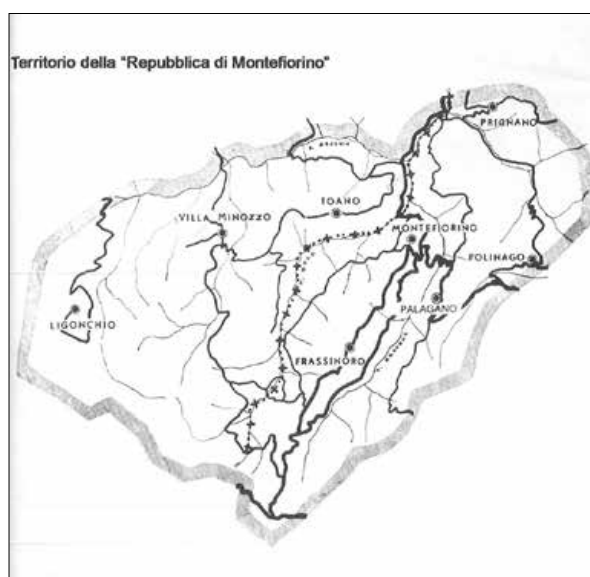 Territorio della "Repubblica di Montefiorino"
PRIGNANO
TOANO
VILLA MINOZZO
MONTEFIORINO
POLINAGO
LIGONCHIO
PALAGANO
FRASSINORO